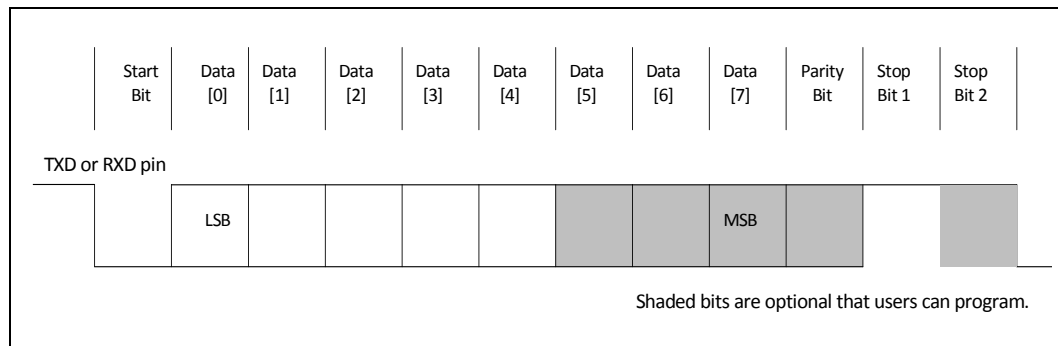 Start Data Data Data Data Data Data Data Data Parity Stop Stop
Bit [0] [1] [2] [3] [4] [5] [6] [7] Bit Bit 1 Bit 2
TXD or RXD pin
LSB MSB
Shaded bits are optional that users can program.